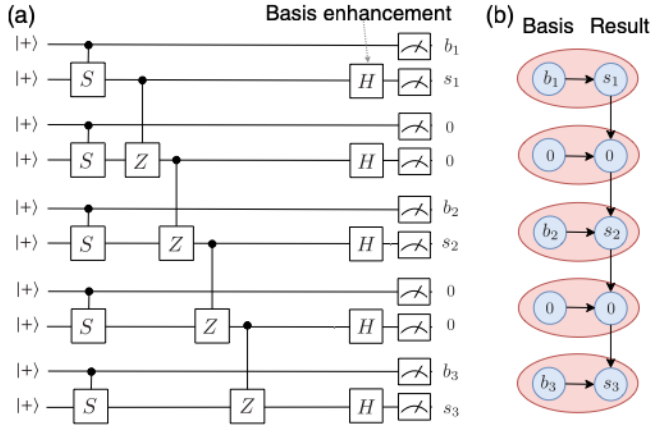 (a) Basis enhancement (b)
Basis Result
|+⟩ b₁
|+⟩ S H s₁
|+⟩ 0
|+⟩ S Z H 0
|+⟩ b₂
|+⟩ S Z H s₂
|+⟩ 0
|+⟩ S Z H 0
|+⟩ b₃
|+⟩ S Z H s₃
b₁ s₁
0 0
b₂ s₂
0 0
b₃ s₃